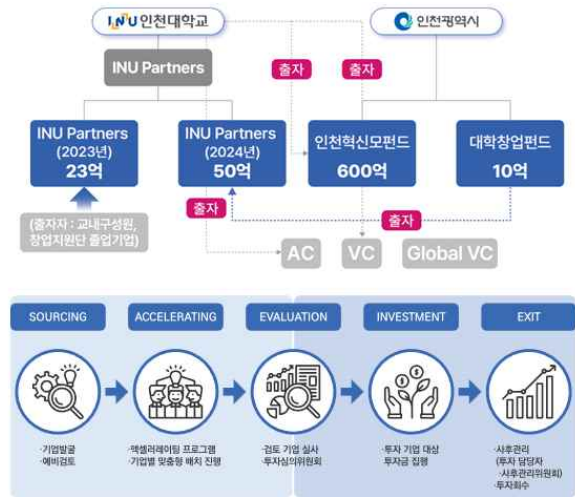 INU 인천대학교
인천광역시
INU Partners
출자
출자
INU Partners
(2023년)
23억
INU Partners
(2024년)
50억
인천혁신모펀드
600억
대학창업펀드
10억
(출자자 : 교내구성원,
창업지원단 졸업기업)
출자
출자
AC
VC
Global VC
SOURCING
ACCELERATING
EVALUATION
INVESTMENT
EXIT
·기업발굴
·예비검토
·액셀러레이팅 프로그램
·기업별 맞춤형 배치 진행
·검토 기업 실사
·투자심의위원회
·투자 기업 대상
투자금 집행
·사후관리
(투자 담당자
·사후관리위원회)
·투자회수